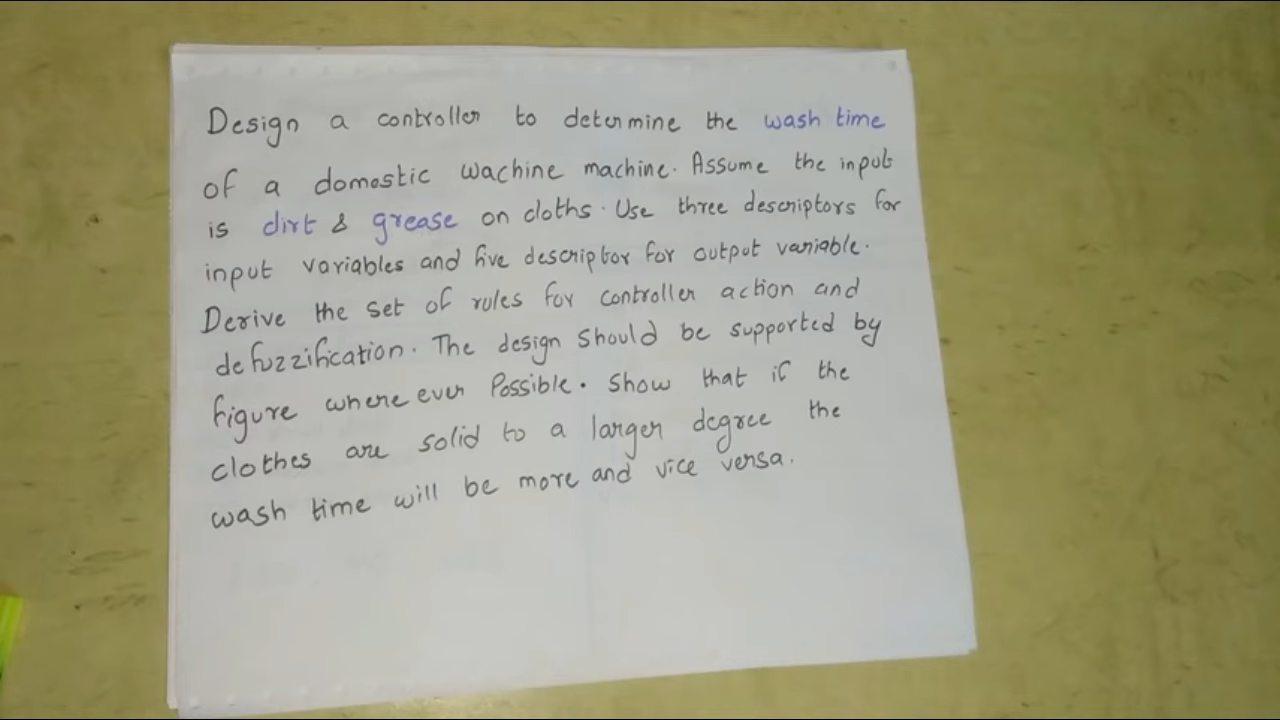 Design a controller to determine the wash time
of a domestic wachine machine. Assume the input
is dirt & grease on cloths. Use three descriptors for
input variables and five descriptor for output variable.
Derive the set of rules for controller action and
defuzzification. The design should be supported by
figure where ever Possible. Show that if the
clothes are solid to a larger degree the
wash time will be more and vice versa.